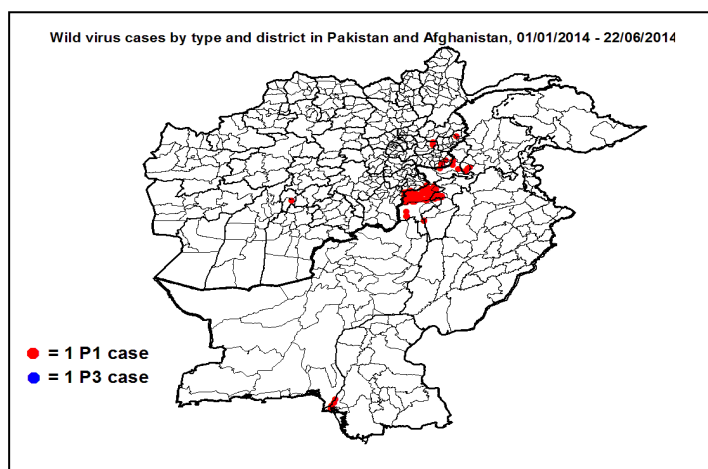 Wild virus cases by type and district in Pakistan and Afghanistan, 01/01/2014 - 22/06/2014
= 1 P1 case
= 1 P3 case